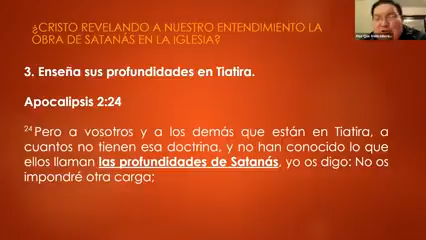 ¿CRISTO REVELANDO A NUESTRO ENTENDIMIENTO LA
OBRA DE SATANÁS EN LA IGLESIA?
3. Enseña sus profundidades en Tiatira.
Apocalipsis 2:24
24 Pero a vosotros y a los demás que están en Tiatira, a
cuantos no tienen esa doctrina, y no han conocido lo que
ellos llaman las profundidades de Satanás, yo os digo: No os
impondré otra carga;